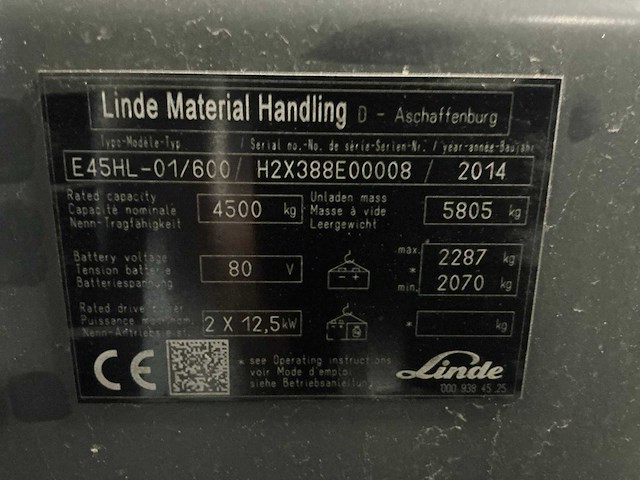 Linde Material Handling D - Aschaffenburg
Type-Modèle-Typ / Serial no.-No. de série-Serien-Nr. / year-année-Baujahr
E45HL-01/600 / H2X388E00008 / 2014
Rated capacity
Capacité nominale
Nenn-Tragfähigkeit
4500 kg
Unladen mass
Masse à vide
Leergewicht
5805 kg
Battery voltage
Tension batterie
Batteriespannung
80 V
- +
max.
*
min.
2287 kg
2070 kg
Rated drive power
Puissance
2 X 12,5 kW
* kg
CE
* see Operating instructions
voir Mode d'emploi
siehe Betriebsanleitung
Linde
000 938 45 25